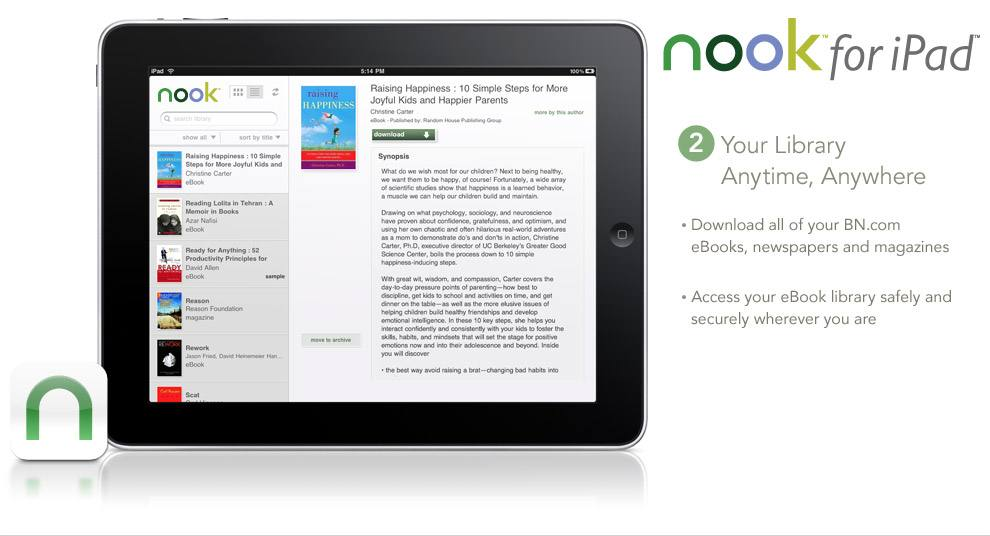 nook™ for iPad™
2 Your Library
Anytime, Anywhere
• Download all of your BN.com
eBooks, newspapers and magazines
• Access your eBook library safely and
securely wherever you are
iPad
5:14 PM
100%
nook™
search library
show all
sort by title
Raising Happiness : 10 Simple
Steps for More Joyful Kids and
Christine Carter
eBook
Reading Lolita in Tehran : A
Memoir in Books
Azar Nafisi
eBook
Ready for Anything : 52
Productivity Principles for
David Allen
eBook
sample
READY
Reason
Reason Foundation
magazine
Rework
Jason Fried, David Heinemeier Han...
eBook
REWORK
Scat
raising
HAPPINESS
Christine Carter, Ph.D.
move to archive
Raising Happiness : 10 Simple Steps for More
Joyful Kids and Happier Parents
Christine Carter
more by this author
eBook - Published by: Random House Publishing Group
download
Synopsis
What do we wish most for our children? Next to being healthy,
we want them to be happy, of course! Fortunately, a wide array
of scientific studies show that happiness is a learned behavior,
a muscle we can help our children build and maintain.
Drawing on what psychology, sociology, and neuroscience
have proven about confidence, gratefulness, and optimism, and
using her own chaotic and often hilarious real-world adventures
as a mom to demonstrate do's and don'ts in action, Christine
Carter, Ph.D, executive director of UC Berkeley's Greater Good
Science Center, boils the process down to 10 simple
happiness-inducing steps.
With great wit, wisdom, and compassion, Carter covers the
day-to-day pressure points of parenting—how best to
discipline, get kids to school and activities on time, and get
dinner on the table—as well as the more elusive issues of
helping children build healthy friendships and develop
emotional intelligence. In these 10 key steps, she helps you
interact confidently and consistently with your kids to foster the
skills, habits, and mindsets that will set the stage for positive
emotions now and into their adolescence and beyond. Inside
you will discover
• the best way avoid raising a brat—changing bad habits into
n